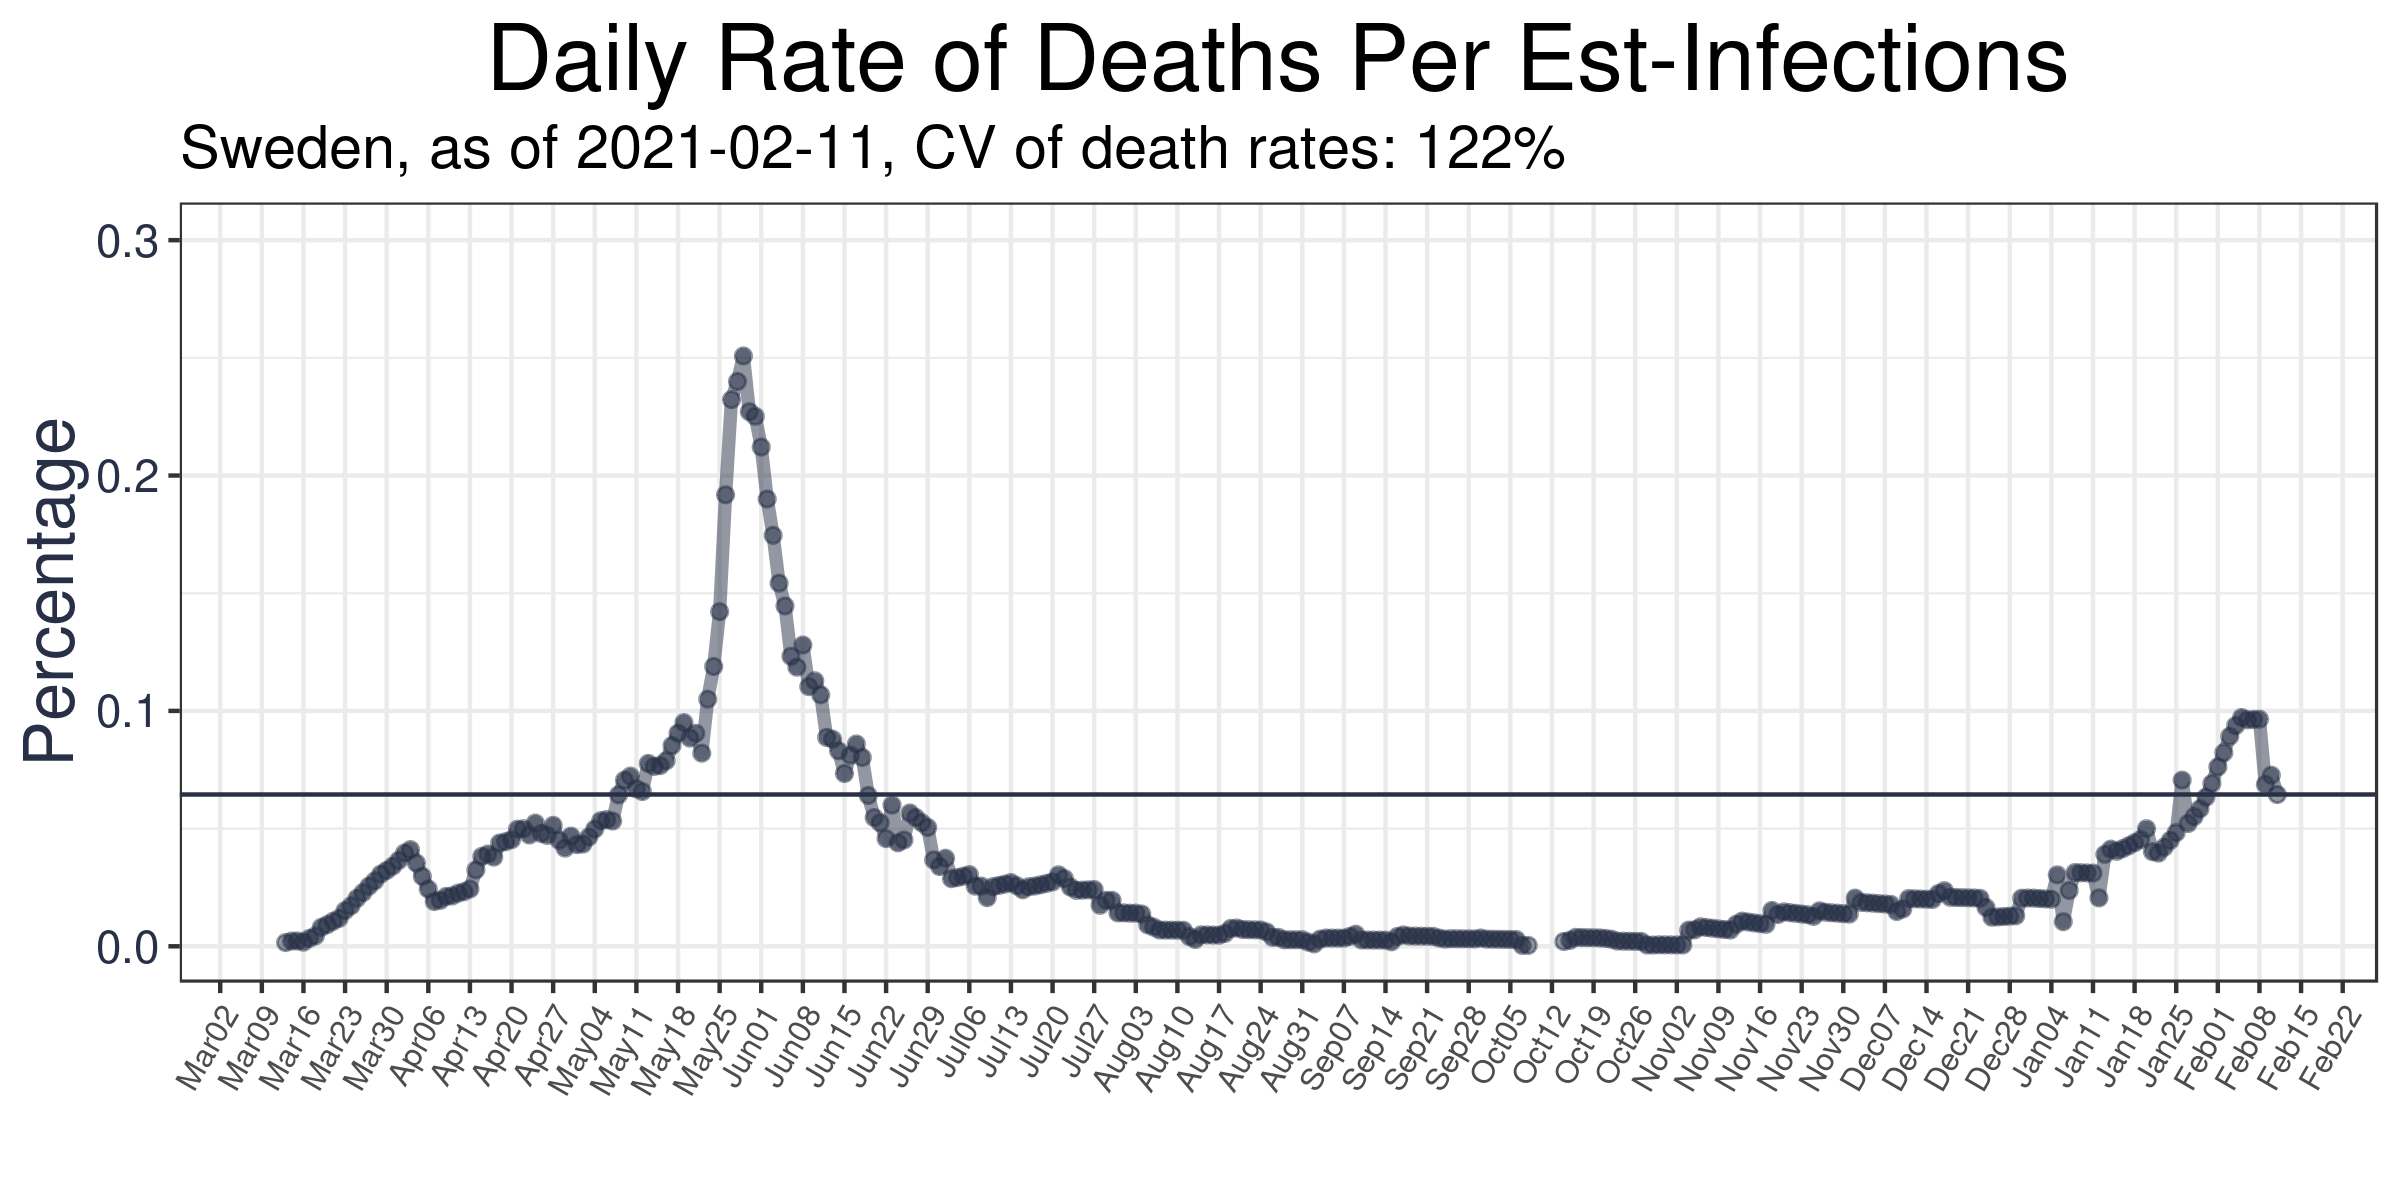 Daily Rate of Deaths Per Est-Infections
Sweden, as of 2021-02-11, CV of death rates: 122%
Percentage
0.3
0.2
0.1
0.0
Mar02 Mar09 Mar16 Mar23 Mar30 Apr06 Apr13 Apr20 Apr27 May04 May11 May18 May25 Jun01 Jun08 Jun15 Jun22 Jun29 Jul06 Jul13 Jul20 Jul27 Aug03 Aug10 Aug17 Aug24 Aug31 Sep07 Sep14 Sep21 Sep28 Oct05 Oct12 Oct19 Oct26 Nov02 Nov09 Nov16 Nov23 Nov30 Dec07 Dec14 Dec21 Dec28 Jan04 Jan11 Jan18 Jan25 Feb01 Feb08 Feb15 Feb22